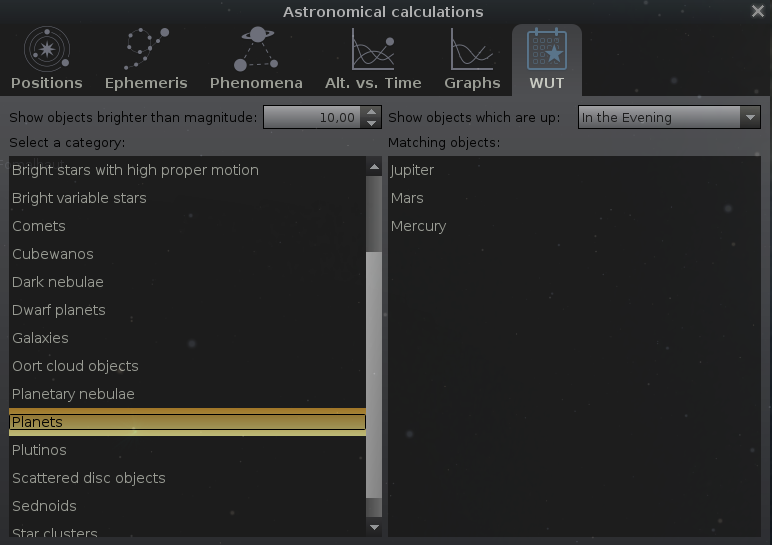 Astronomical calculations
Positions Ephemeris Phenomena Alt. vs. Time Graphs WUT
Show objects brighter than magnitude: 10,00 Show objects which are up: In the Evening
Select a category: Matching objects:
Bright stars with high proper motion
Bright variable stars
Comets
Cubewanos
Dark nebulae
Dwarf planets
Galaxies
Oort cloud objects
Planetary nebulae
Planets
Plutinos
Scattered disc objects
Sednoids
Star clusters
Jupiter
Mars
Mercury